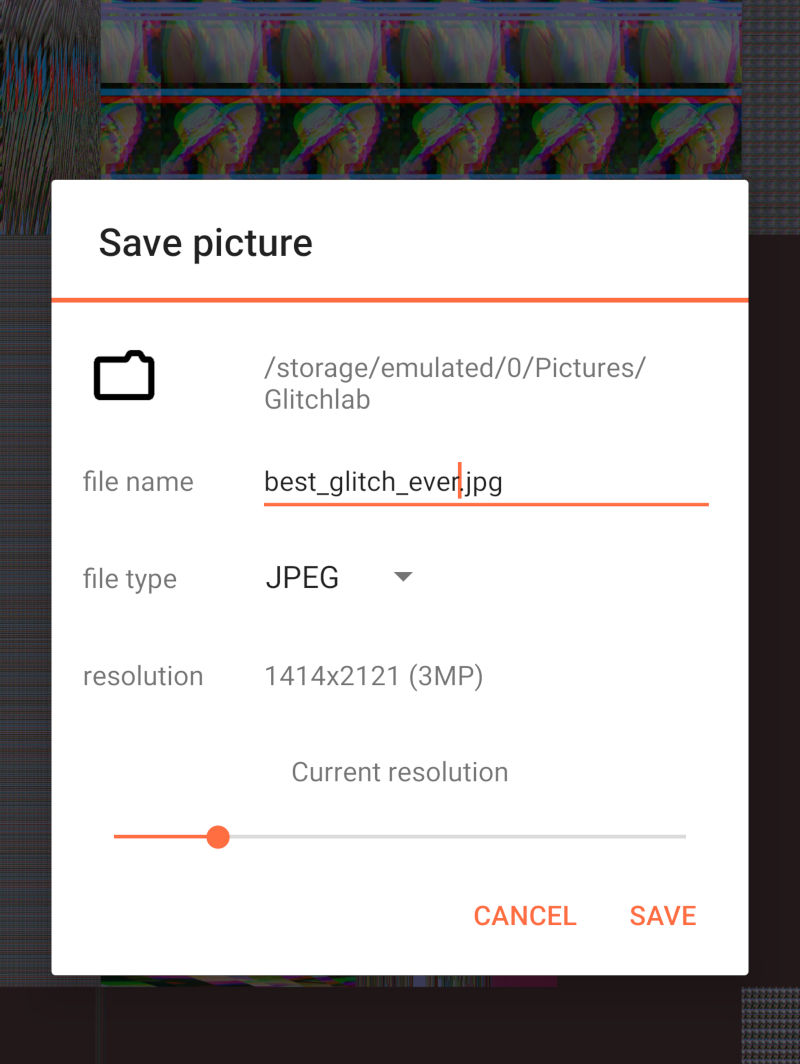 Save picture
/storage/emulated/0/Pictures/
Glitchlab
file name
best_glitch_ever.jpg
file type
JPEG
resolution
1414x2121 (3MP)
Current resolution
CANCEL
SAVE